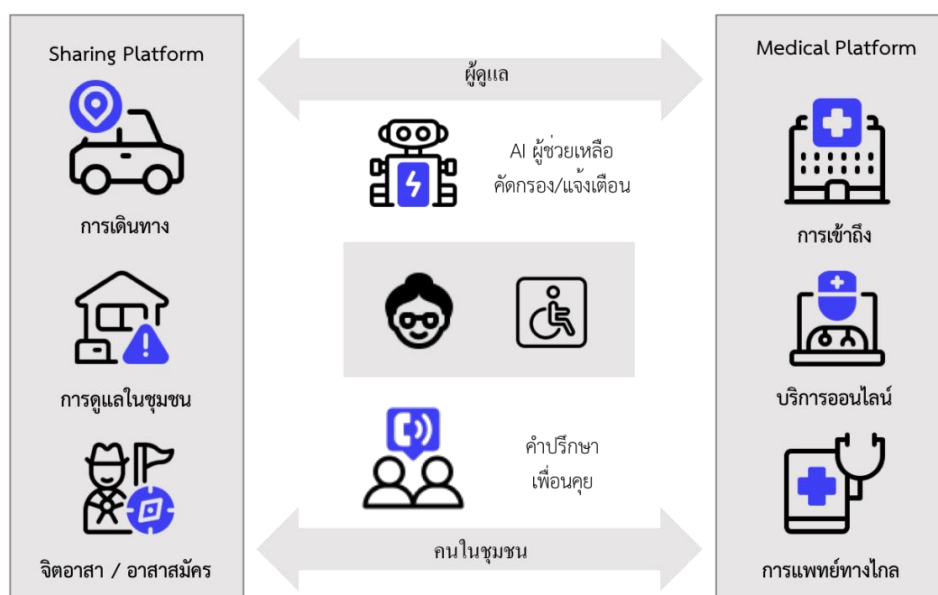 Sharing Platform
การเดินทาง
การดูแลในชุมชน
จิตอาสา / อาสาสมัคร
ผู้ดูแล
AI ผู้ช่วยเหลือ
คัดกรอง/แจ้งเตือน
คำปรึกษา
เพื่อนคุย
คนในชุมชน
Medical Platform
การเข้าถึง
บริการออนไลน์
การแพทย์ทางไกล